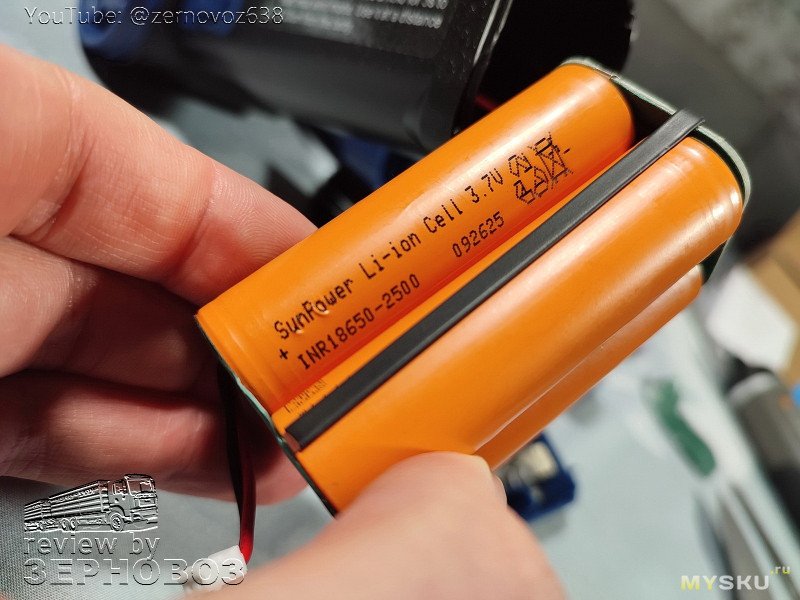 YouTube: @zernovoz638
SunPower Li-ion Cell 3.7V
+ INR18650-2500 092625
review by
ЗЕРНОВОЗ
MYSKU.ru